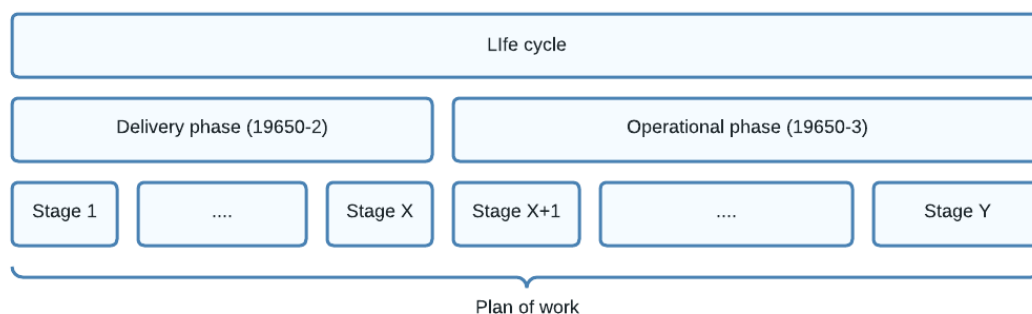 LIfe cycle
Delivery phase (19650-2)
Operational phase (19650-3)
Stage 1
....
Stage X
Stage X+1
....
Stage Y
Plan of work